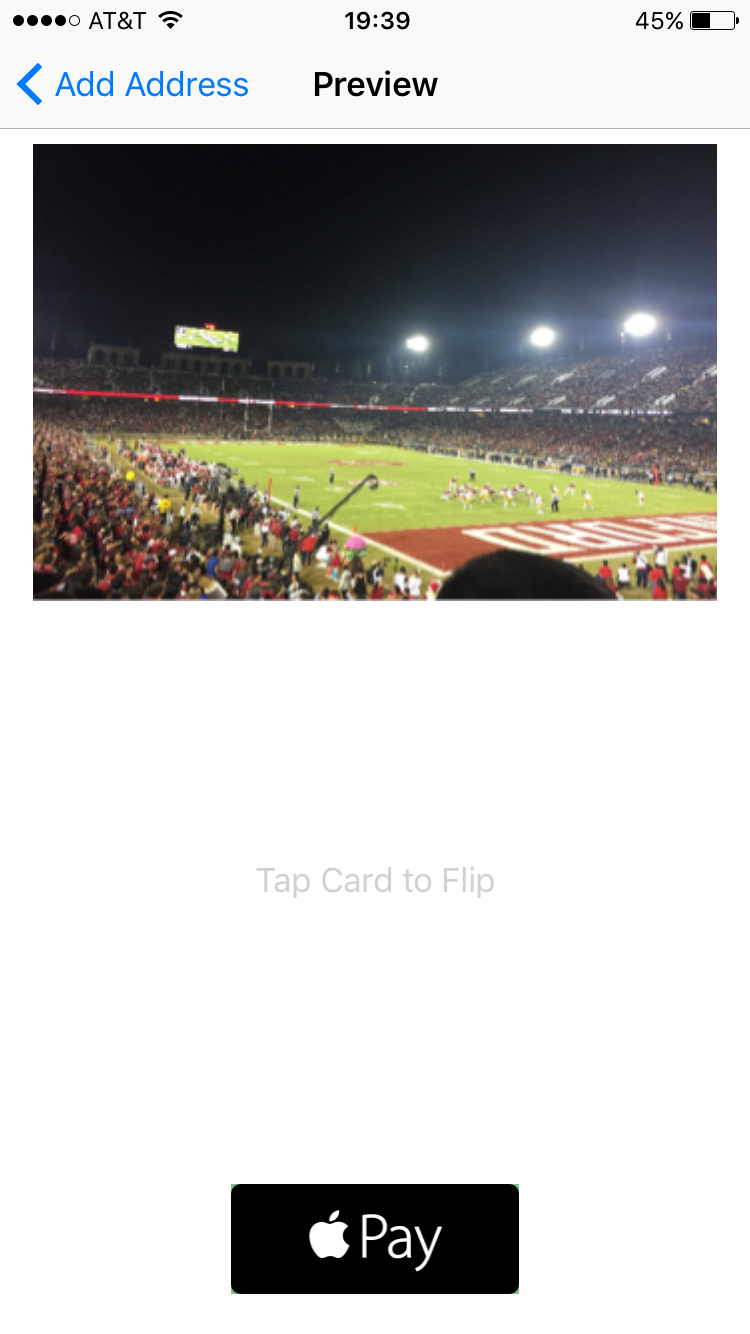 AT&T 19:39 45%
Add Address Preview
Tap Card to Flip
Pay